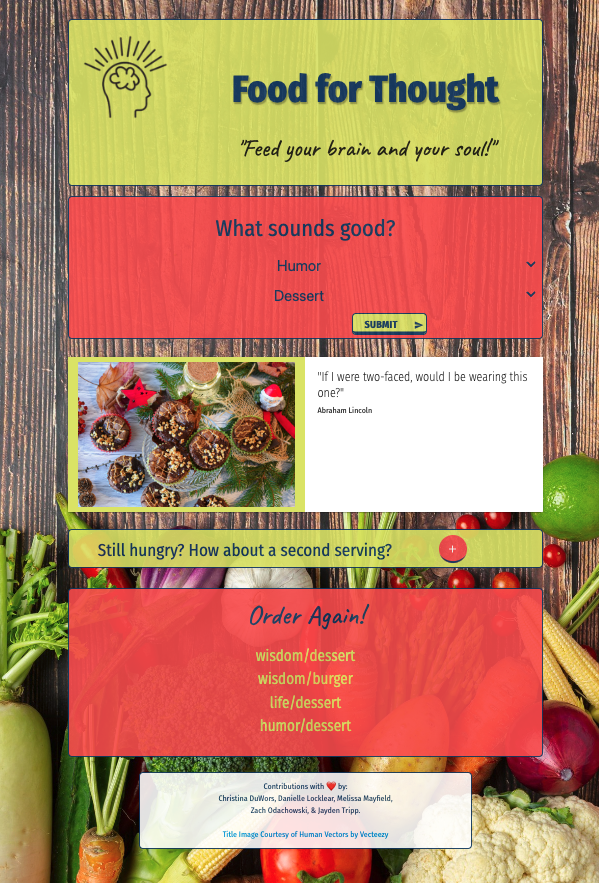 Food for Thought
"Feed your brain and your soul!"
What sounds good?
Humor
Dessert
SUBMIT
"If I were two-faced, would I be wearing this
one?"
Abraham Lincoln
Still hungry? How about a second serving?
+
Order Again!
wisdom/dessert
wisdom/burger
life/dessert
humor/dessert
Contributions with ❤️ by:
Christina DuWors, Danielle Locklear, Melissa Mayfield,
Zach Odachowski, & Jayden Tripp.
Title Image Courtesy of Human Vectors by Vecteezy